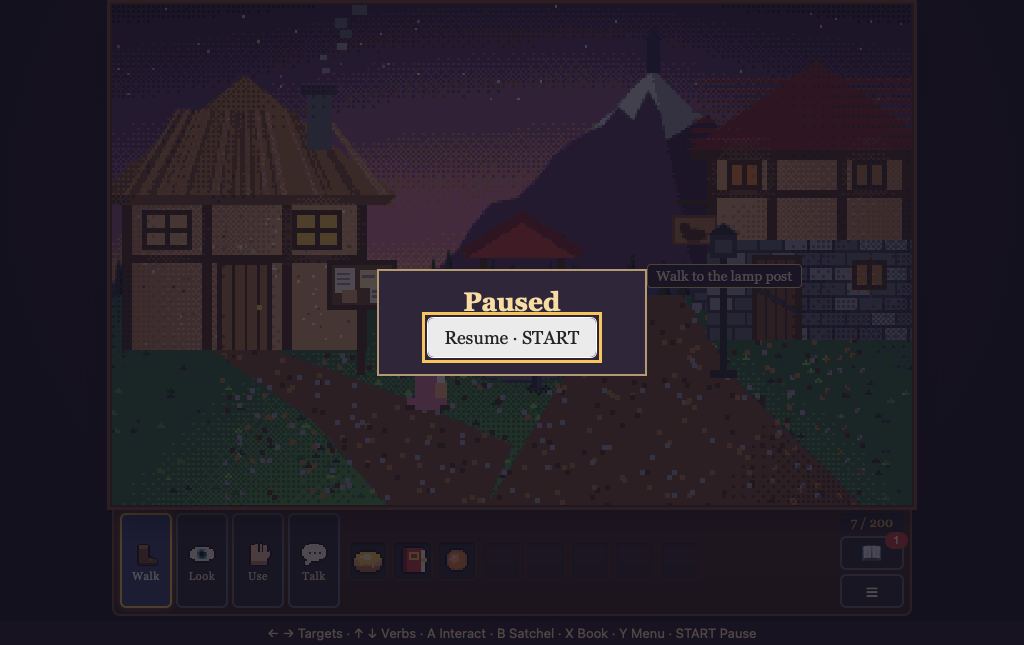 Walk to the lamp post
Paused
Resume · START
Walk
Look
Use
Talk
7 / 200
1
← → Targets · ↑ ↓ Verbs · A Interact · B Satchel · X Book · Y Menu · START Pause